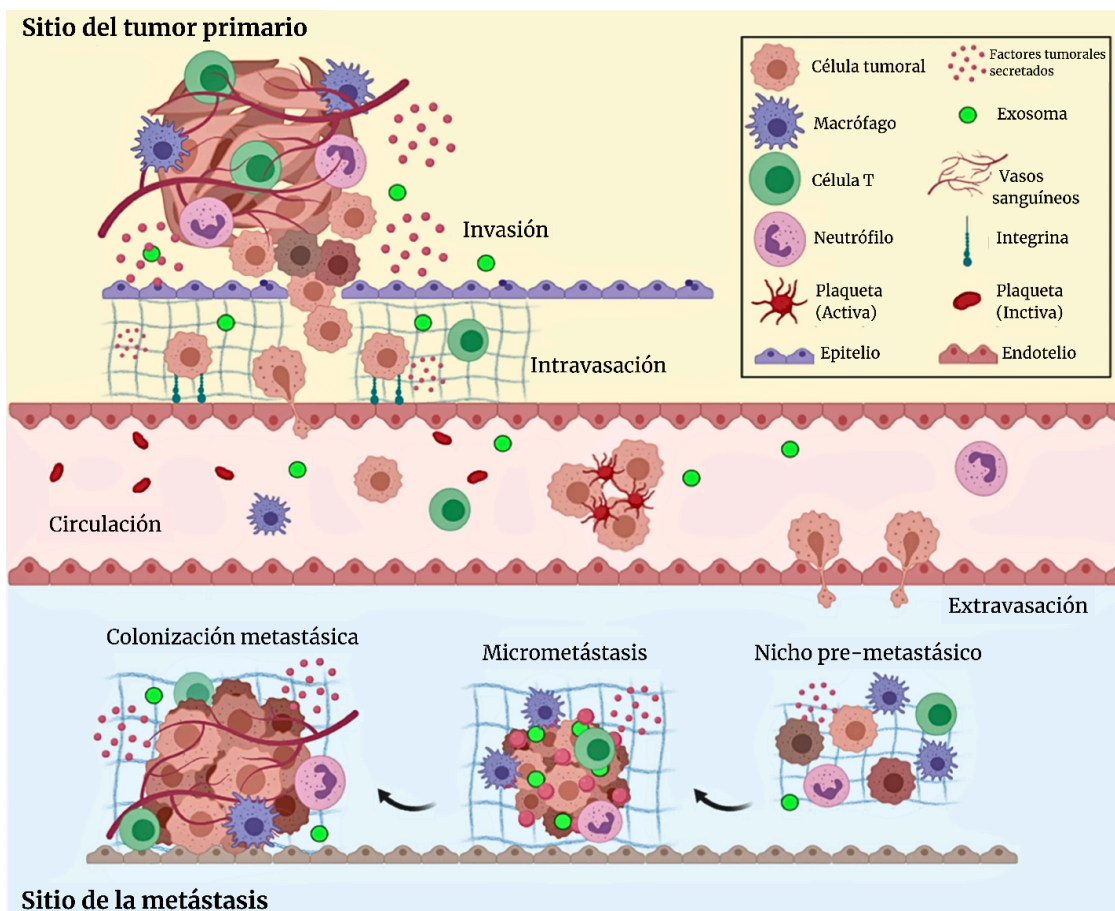 Sitio del tumor primario
Célula tumoral
Factores tumorales
secretados
Macrófago
Exosoma
Célula T
Vasos
sanguíneos
Neutrófilo
Integrina
Plaqueta
(Activa)
Plaqueta
(Inctiva)
Epitelio
Endotelio
Invasión
Intravasación
Circulación
Extravasación
Colonización metastásica
Micrometástasis
Nicho pre-metastásico
Sitio de la metástasis